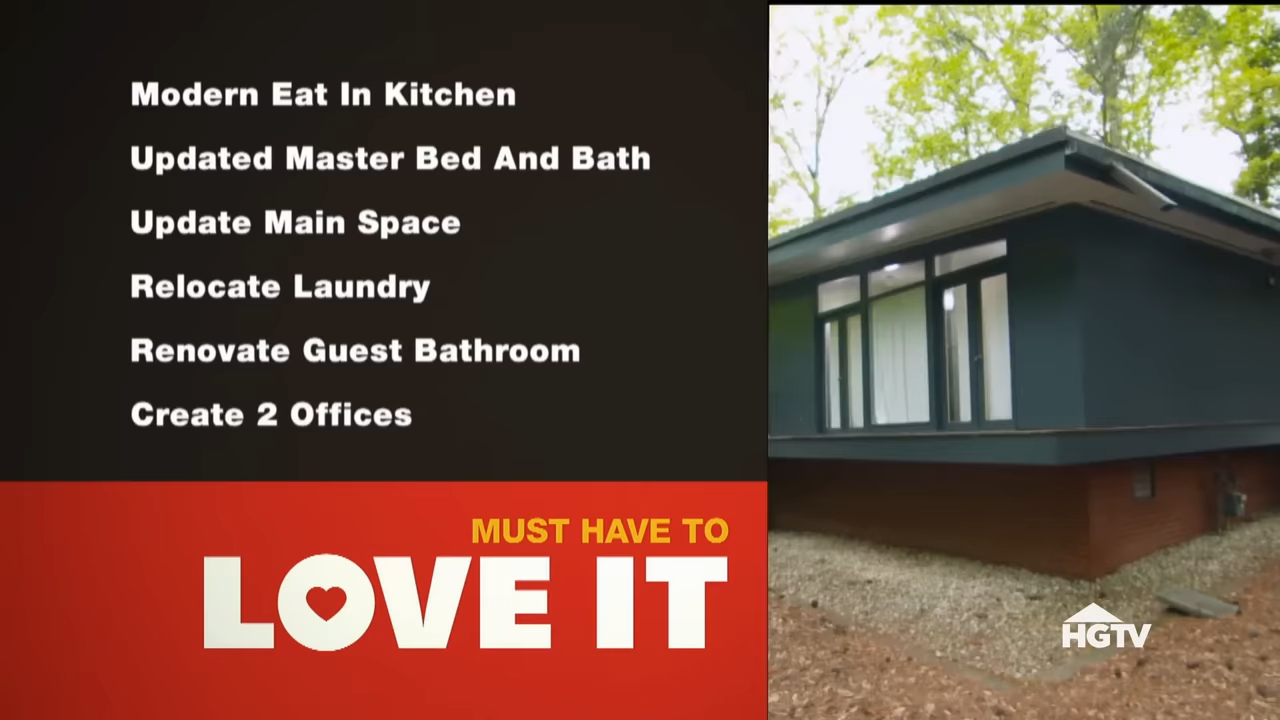 Modern Eat In Kitchen
Updated Master Bed And Bath
Update Main Space
Relocate Laundry
Renovate Guest Bathroom
Create 2 Offices
MUST HAVE TO
LOVE IT
HGTV